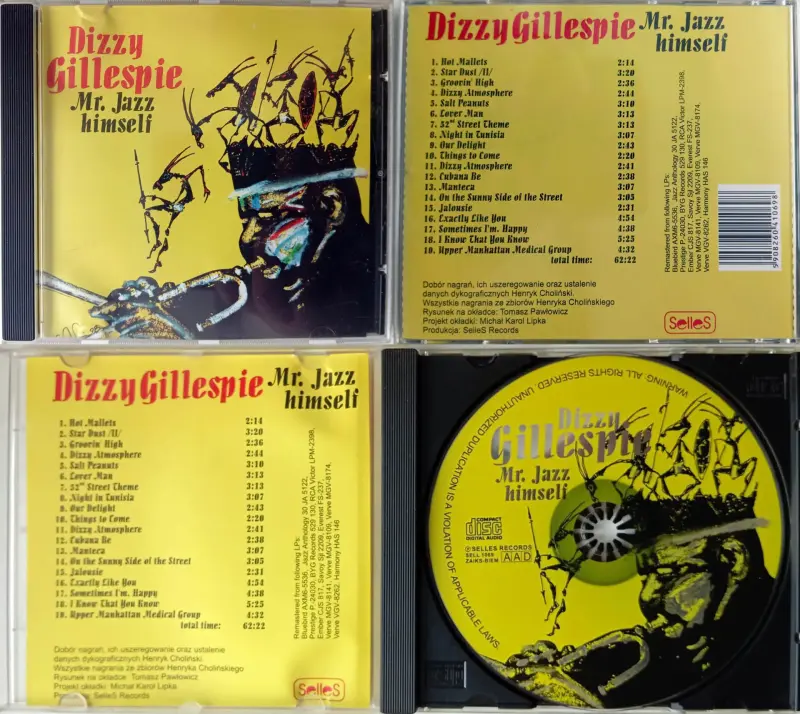 Dizzy
Gillespie
Mr. Jazz
himself
Dizzy Gillespie Mr. Jazz
himself
1. Hot Mallets 2:14
2. Star Dust /II/ 3:20
3. Groovin' High 2:36
4. Dizzy Atmosphere 2:44
5. Salt Peanuts 3:10
6. Lover Man 3:13
7. 52nd Street Theme 3:13
8. Night in Tunisia 3:07
9. Our Delight 2:43
10. Things to Come 2:20
11. Dizzy Atmosphere 2:41
12. Cubana Be 2:38
13. Manteca 3:07
14. On the Sunny Side of the Street 3:05
15. Jalousie 2:31
16. Exactly Like You 4:54
17. Sometimes I'm. Happy 4:38
18. I Know That You Know 5:25
19. Upper Manhattan Medical Group 4:32
total time: 62:22
Remastered from following LPs:
Bluebird AXM6-5536, Jazz Anthology 30 JA 5122,
Prestige P.-24030, BYG Records 529 130, RCA Victor LPM-2398,
Ember CJS 817, Savoy SJl 2209, Everest FS-237,
Verve MGV-8141, Verve MGV-8109, Verve MGV-8174,
Verve VGV-8262, Harmony HAS 146
5908260410698
Dobór nagrań, ich uszeregowanie oraz ustalenie
danych dykograficznych Henryk Choliński.
Wszystkie nagrania ze zbiorów Henryka Cholińskiego
Rysunek na okładce: Tomasz Pawłowicz
Projekt okładki: Michał Karol Lipka
Produkcja: SelleS Records
SelleS
Dizzy Gillespie Mr. Jazz
himself
1. Hot Mallets 2:14
2. Star Dust /II/ 3:20
3. Groovin' High 2:36
4. Dizzy Atmosphere 2:44
5. Salt Peanuts 3:10
6. Lover Man 3:13
7. 52nd Street Theme 3:13
8. Night in Tunisia 3:07
9. Our Delight 2:43
10. Things to Come 2:20
11. Dizzy Atmosphere 2:41
12. Cubana Be 2:38
13. Manteca 3:07
14. On the Sunny Side of the Street 3:05
15. Jalousie 2:31
16. Exactly Like You 4:54
17. Sometimes I'm. Happy 4:38
18. I Know That You Know 5:25
19. Upper Manhattan Medical Group 4:32
total time: 62:22
Remastered from following LPs:
Bluebird AXM6-5536, Jazz Anthology 30 JA 5122,
Prestige P.-24030, BYG Records 529 130, RCA Victor LPM-2398,
Ember CJS 817, Savoy SJl 2209, Everest FS-237,
Verve MGV-8141, Verve MGV-8109, Verve MGV-8174,
Verve VGV-8262, Harmony HAS 146
Dobór nagrań, ich uszeregowanie oraz ustalenie
danych dykograficznych Henryk Choliński.
Wszystkie nagrania ze zbiorów Henryka Cholińskiego
Rysunek na okładce: Tomasz Pawłowicz
Projekt okładki: Michał Karol Lipka
Produkcja: SelleS Records
SelleS
WARNING. ALL RIGHTS RESERVED. UNAUTHORIZED DUPLICATION IS A VIOLATION OF APPLICABLE LAWS.
Dizzy
Gillespie
Mr. Jazz
himself
COMPACT
disc
DIGITAL AUDIO
℗ SELLES RECORDS
SELL 1069
ZAIKS-BIEM
AAD